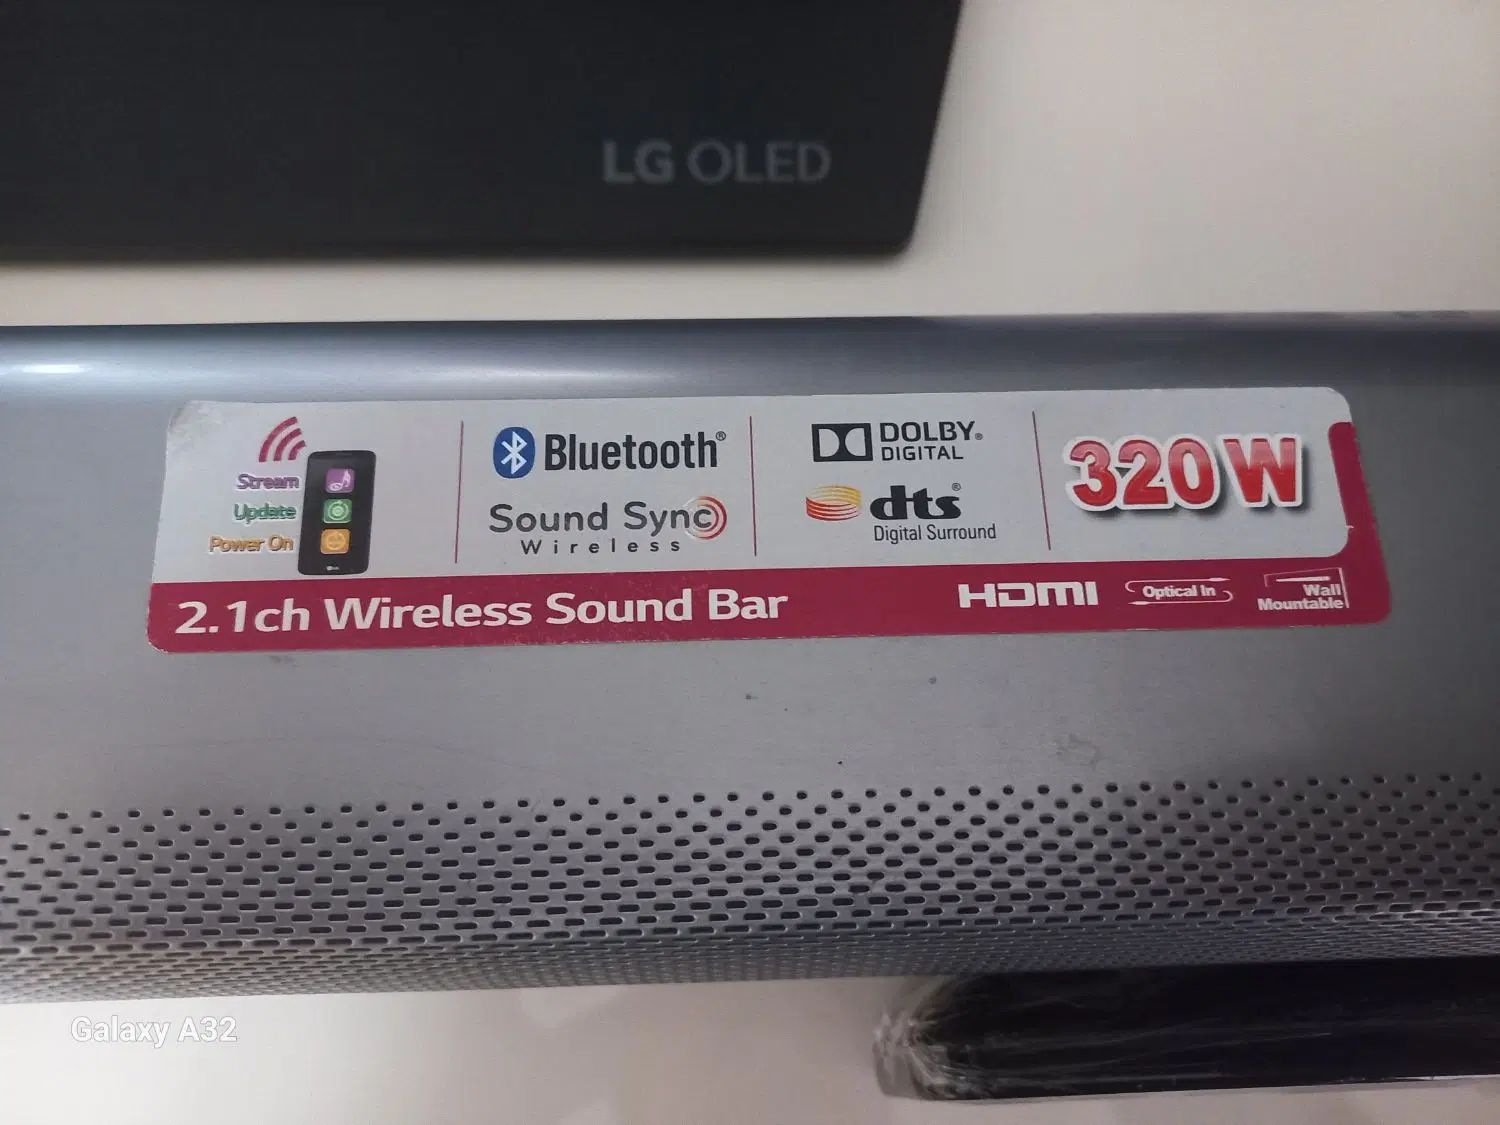 LG OLED
Stream
Update
Power On
Bluetooth®
Sound Sync
Wireless
DOLBY®
DIGITAL
dts®
Digital Surround
320W
2.1ch Wireless Sound Bar
HDMI
Optical In
Wall
Mountable
Galaxy A32